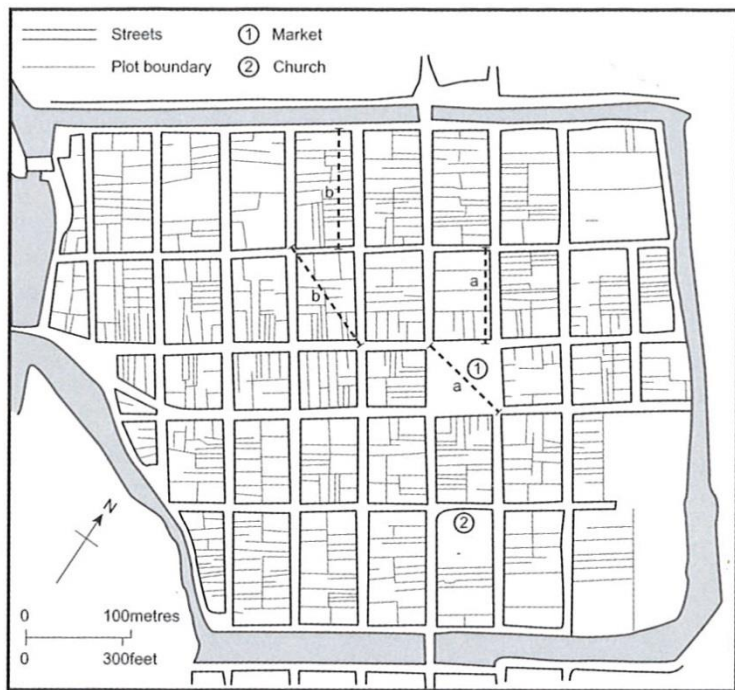 Streets ① Market
Plot boundary ② Church
b
b
a
a ①
②
N
0 100metres
0 300feet